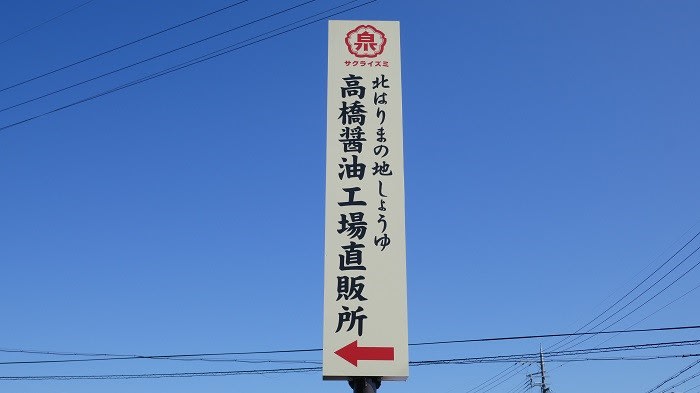 泉
サクライズミ
北はりまの地しょうゆ
高橋醤油工場直販所